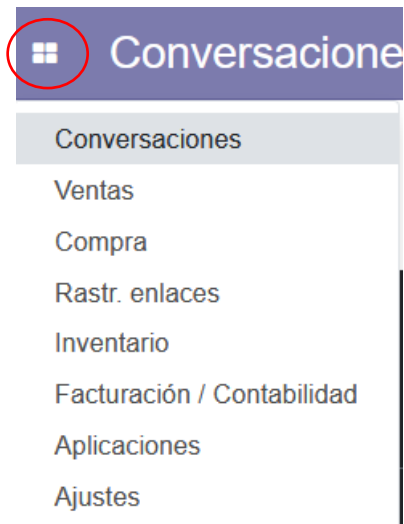 Conversacione
Conversaciones
Ventas
Compra
Rastr. enlaces
Inventario
Facturación / Contabilidad
Aplicaciones
Ajustes